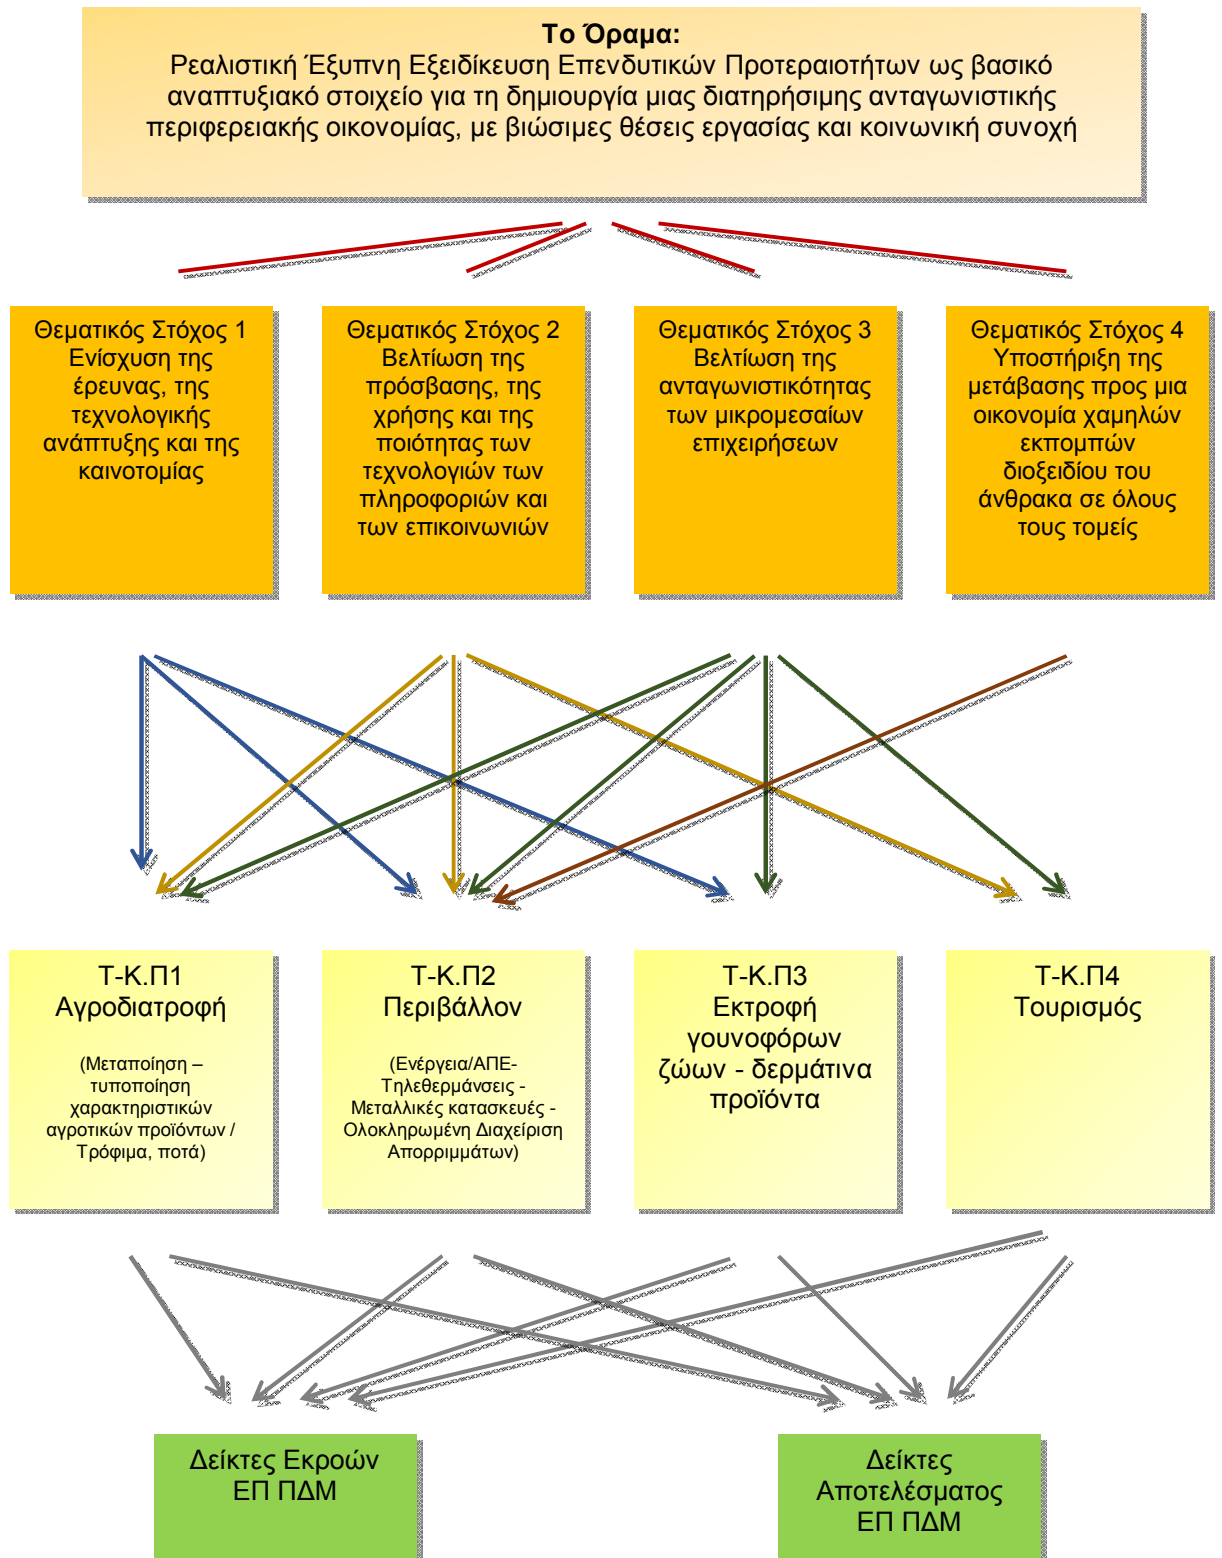 Το Όραμα:
Ρεαλιστική Έξυπνη Εξειδίκευση Επενδυτικών Προτεραιοτήτων ως βασικό
αναπτυξιακό στοιχείο για τη δημιουργία μιας διατηρήσιμης ανταγωνιστικής
περιφερειακής οικονομίας, με βιώσιμες θέσεις εργασίας και κοινωνική συνοχή
Θεματικός Στόχος 1
Ενίσχυση της
έρευνας, της
τεχνολογικής
ανάπτυξης και της
καινοτομίας
Θεματικός Στόχος 2
Βελτίωση της
πρόσβασης, της
χρήσης και της
ποιότητας των
τεχνολογιών των
πληροφοριών και
των επικοινωνιών
Θεματικός Στόχος 3
Βελτίωση της
ανταγωνιστικότητας
των μικρομεσαίων
επιχειρήσεων
Θεματικός Στόχος 4
Υποστήριξη της
μετάβασης προς μια
οικονομία χαμηλών
εκπομπών
διοξειδίου του
άνθρακα σε όλους
τους τομείς
Τ-Κ.Π1
Αγροδιατροφή
(Μεταποίηση –
τυποποίηση
χαρακτηριστικών
αγροτικών προϊόντων /
Τρόφιμα, ποτά)
Τ-Κ.Π2
Περιβάλλον
(Ενέργεια/ΑΠΕ-
Τηλεθερμάνσεις -
Μεταλλικές κατασκευές -
Ολοκληρωμένη Διαχείριση
Απορριμμάτων)
Τ-Κ.Π3
Εκτροφή
γουνοφόρων
ζώων - δερμάτινα
προϊόντα
Τ-Κ.Π4
Τουρισμός
Δείκτες Εκροών
ΕΠ ΠΔΜ
Δείκτες
Αποτελέσματος
ΕΠ ΠΔΜ